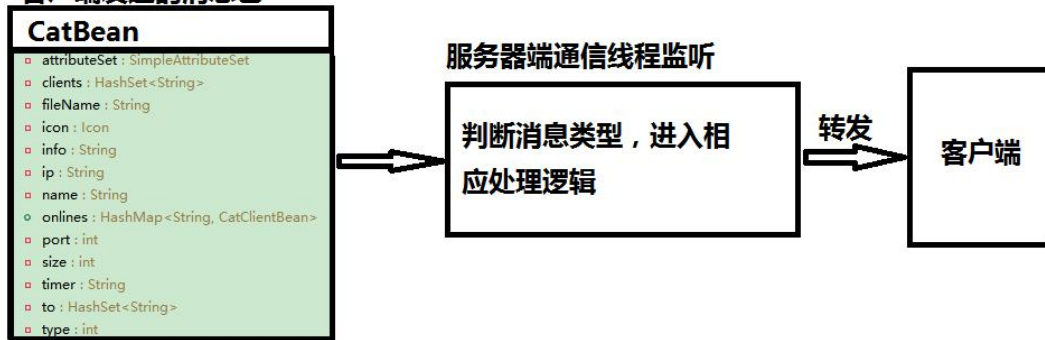 CatBean
attributeSet : SimpleAttributeSet
clients : HashSet<String>
fileName : String
icon : Icon
info : String
ip : String
name : String
onlines : HashMap<String, CatClientBean>
port : int
size : int
timer : String
to : HashSet<String>
type : int
服务器端通信线程监听
判断消息类型，进入相
应处理逻辑
转发
客户端